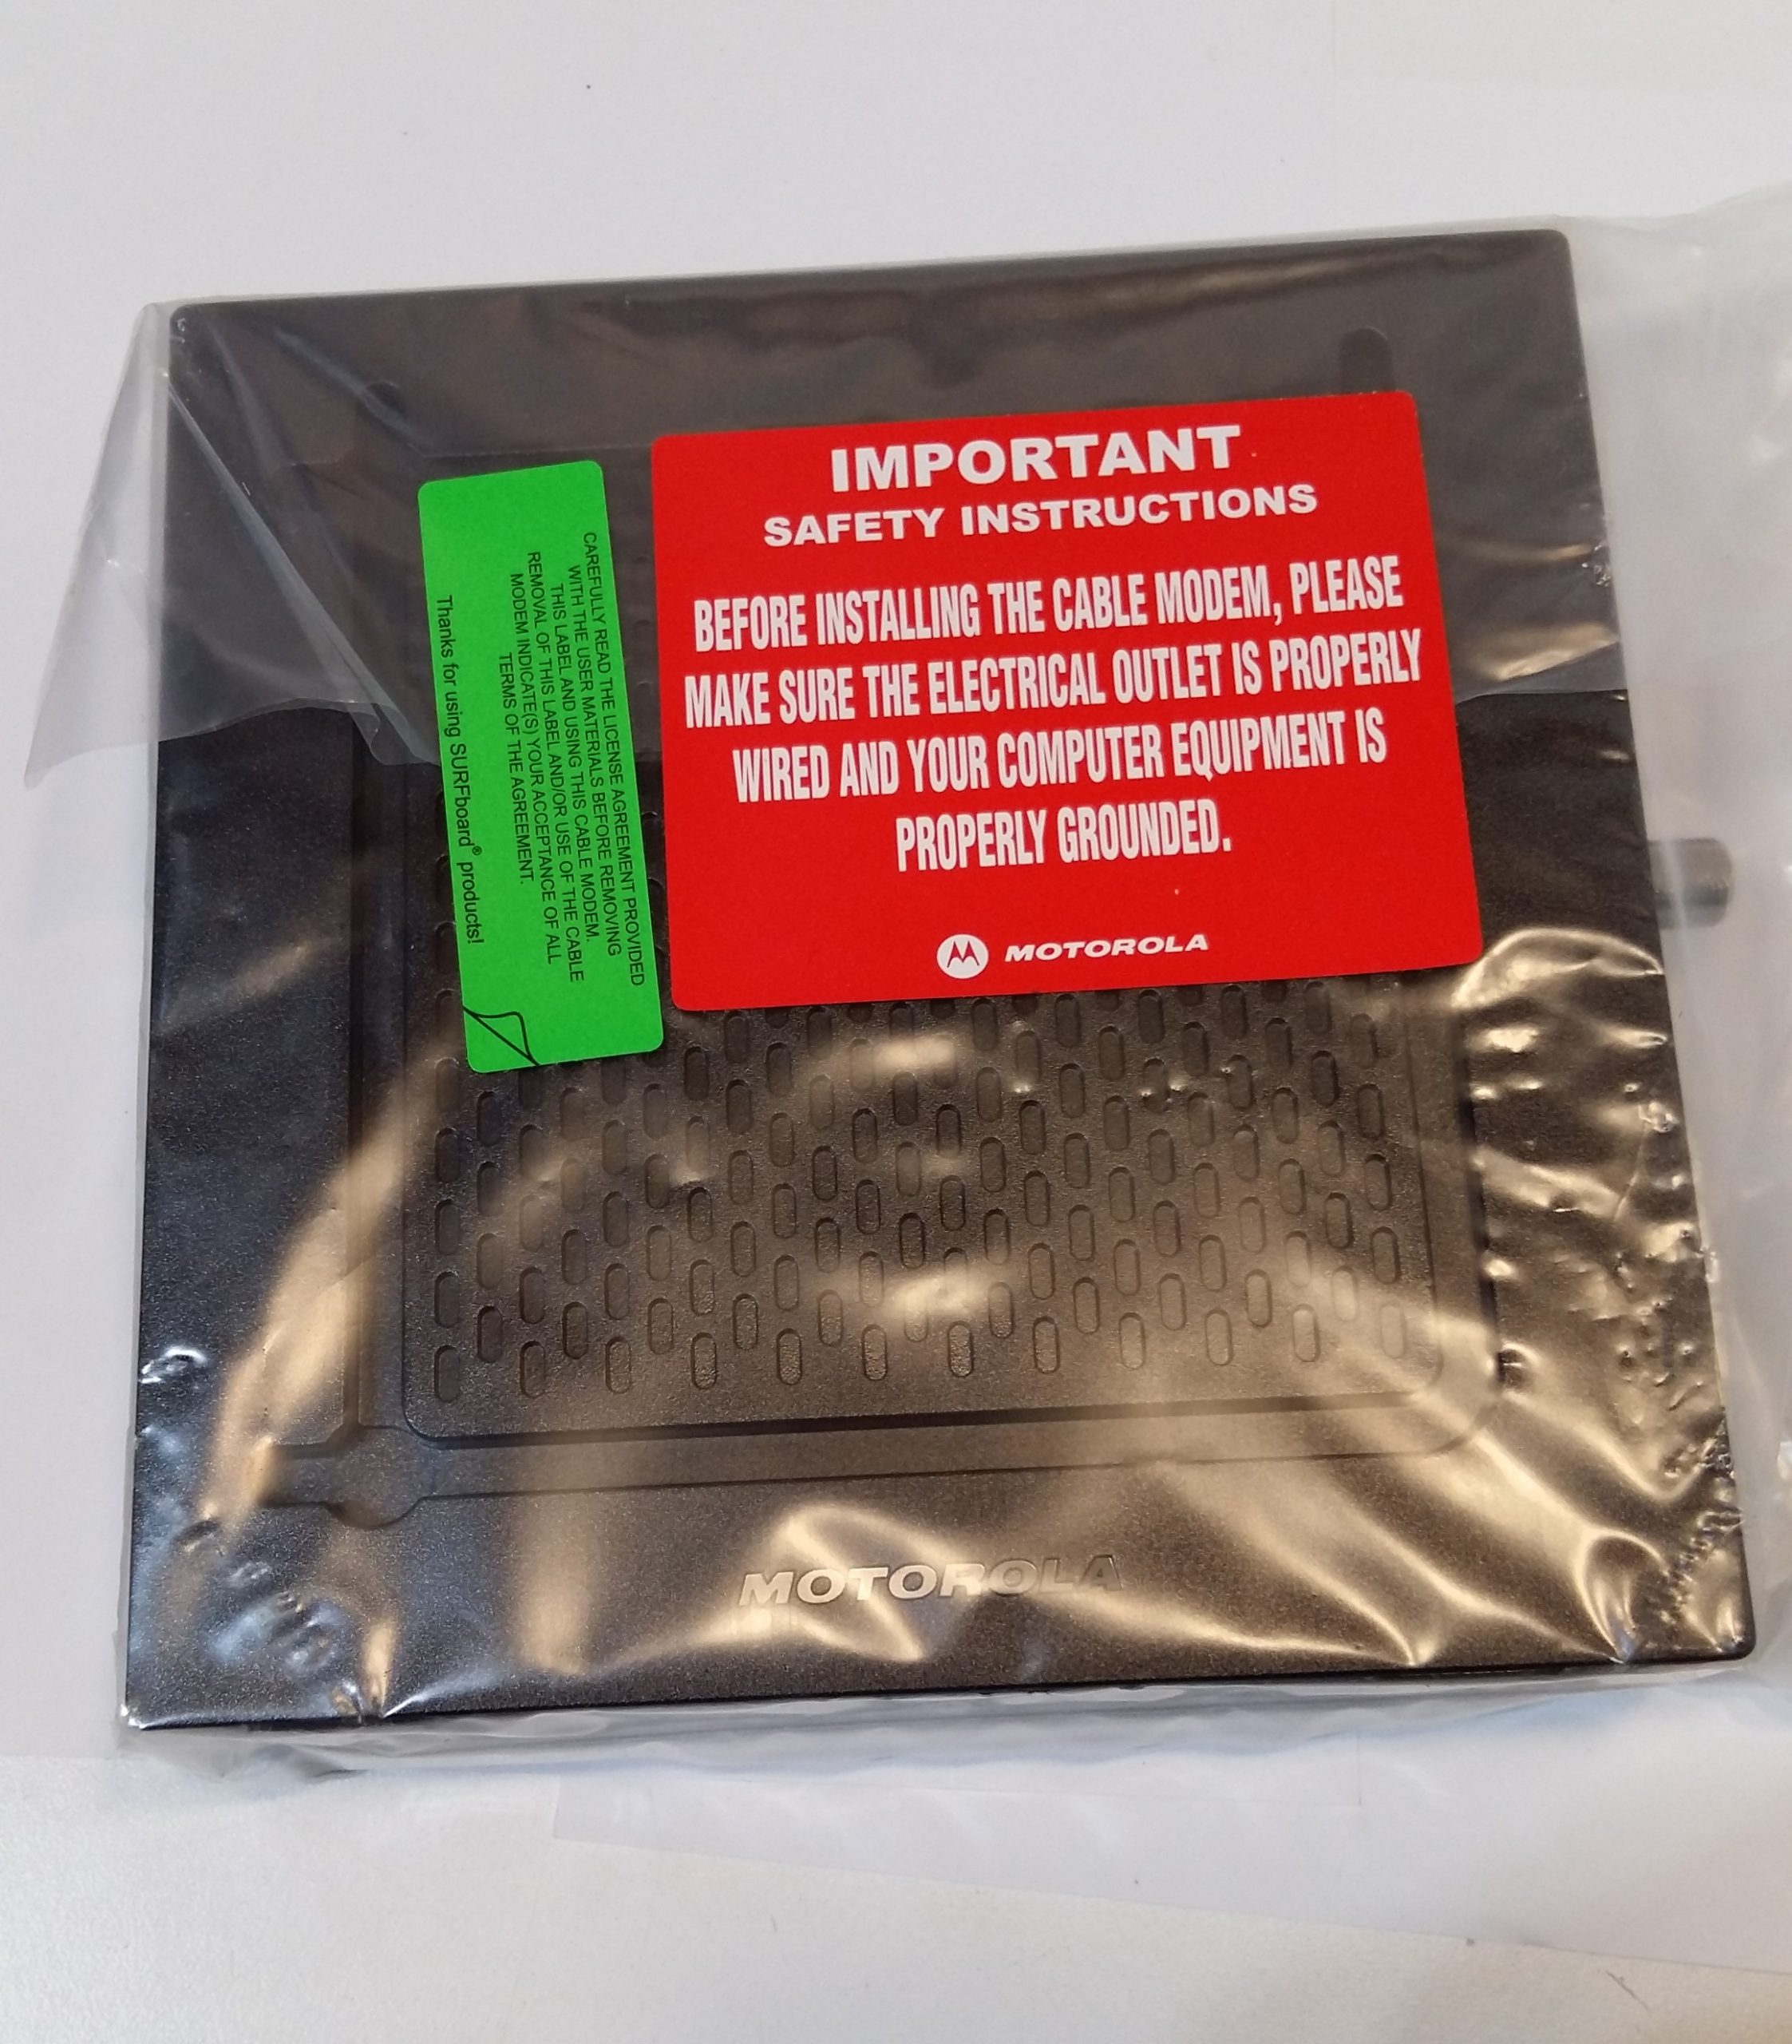 IMPORTANT
SAFETY INSTRUCTIONS
BEFORE INSTALLING THE CABLE MODEM, PLEASE
MAKE SURE THE ELECTRICAL OUTLET IS PROPERLY
WIRED AND YOUR COMPUTER EQUIPMENT IS
PROPERLY GROUNDED.
MOTOROLA
CAREFULLY READ THE LICENSE AGREEMENT PROVIDED
WITH THE USER MATERIALS BEFORE REMOVING
THIS LABEL AND USING THIS CABLE MODEM.
REMOVAL OF THIS LABEL AND/OR USE OF THE CABLE
MODEM INDICATE(S) YOUR ACCEPTANCE OF ALL
TERMS OF THE AGREEMENT.
Thanks for using SURFboard® products!
MOTOROLA